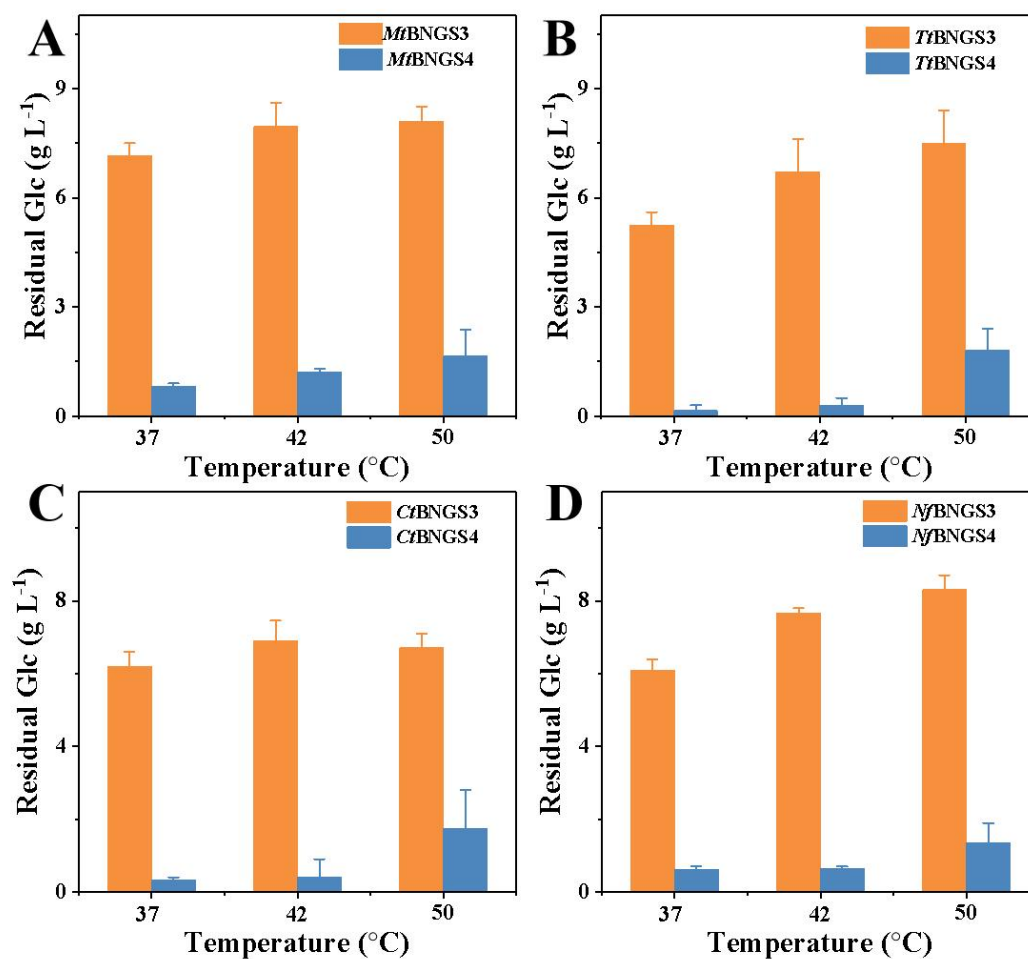 A
MtBNGS3
MtBNGS4
Residual Glc (g L⁻¹)
9
6
3
0
37
42
50
Temperature (°C)
B
TtBNGS3
TtBNGS4
Residual Glc (g L⁻¹)
9
6
3
0
37
42
50
Temperature (°C)
C
CtBNGS3
CtBNGS4
Residual Glc (g L⁻¹)
8
4
0
37
42
50
Temperature (°C)
D
NfBNGS3
NfBNGS4
Residual Glc (g L⁻¹)
8
4
0
37
42
50
Temperature (°C)